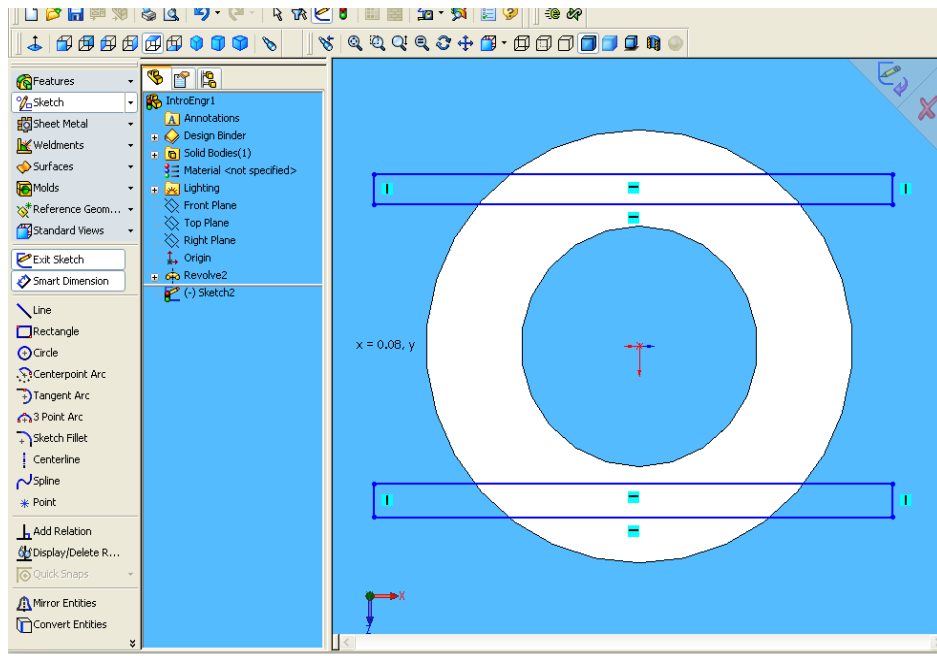 Features
Sketch
Sheet Metal
Weldments
Surfaces
Molds
Reference Geom...
Standard Views
Exit Sketch
Smart Dimension
Line
Rectangle
Circle
Centerpoint Arc
Tangent Arc
3 Point Arc
Sketch Fillet
Centerline
Spline
Point
Add Relation
Display/Delete R...
Quick Snaps
Mirror Entities
Convert Entities
IntroEngr1
A Annotations
Design Binder
Solid Bodies(1)
Material <not specified>
Lighting
Front Plane
Top Plane
Right Plane
Origin
Revolve2
(-) Sketch2
x = 0.08, y
X
Z